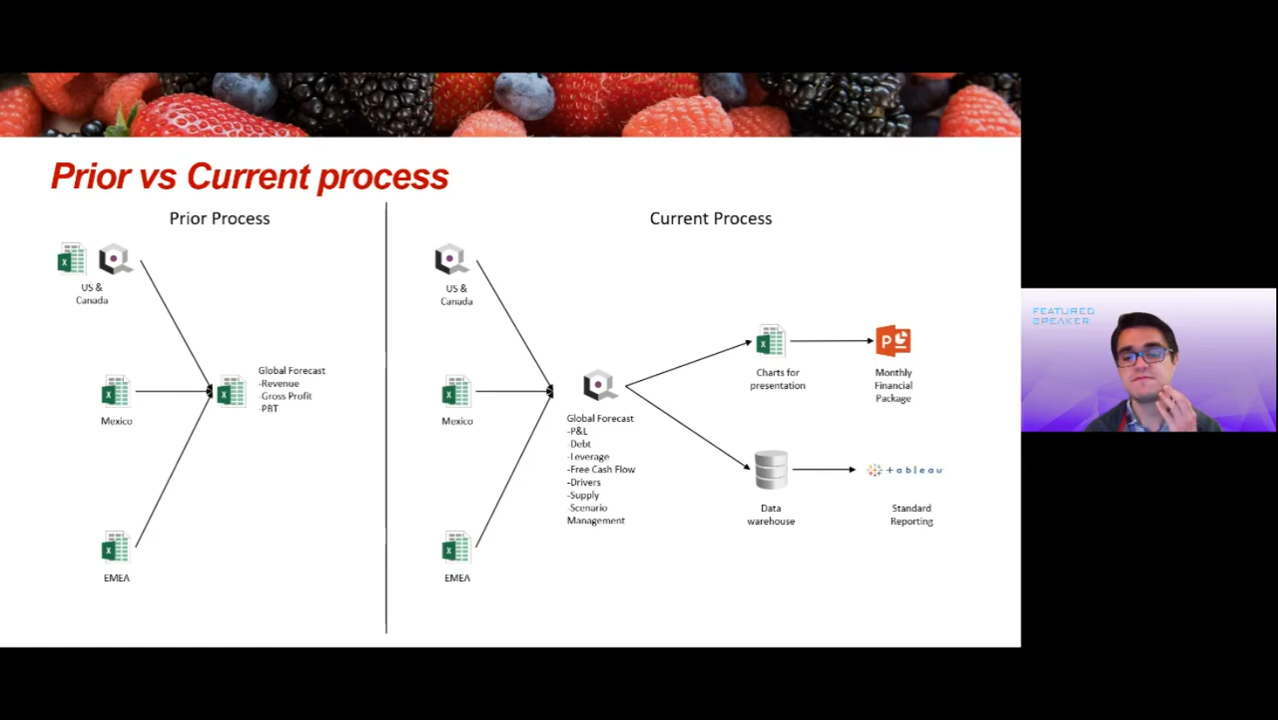 Prior vs Current process
Prior Process
US &
Canada
Mexico
EMEA
Global Forecast
-Revenue
-Gross Profit
-PBT
Current Process
US &
Canada
Mexico
EMEA
Global Forecast
-P&L
-Debt
-Leverage
-Free Cash Flow
-Drivers
-Supply
-Scenario
Management
Charts for
presentation
Monthly
Financial
Package
Data
warehouse
+ableau
Standard
Reporting
FEATURED
SPEAKER